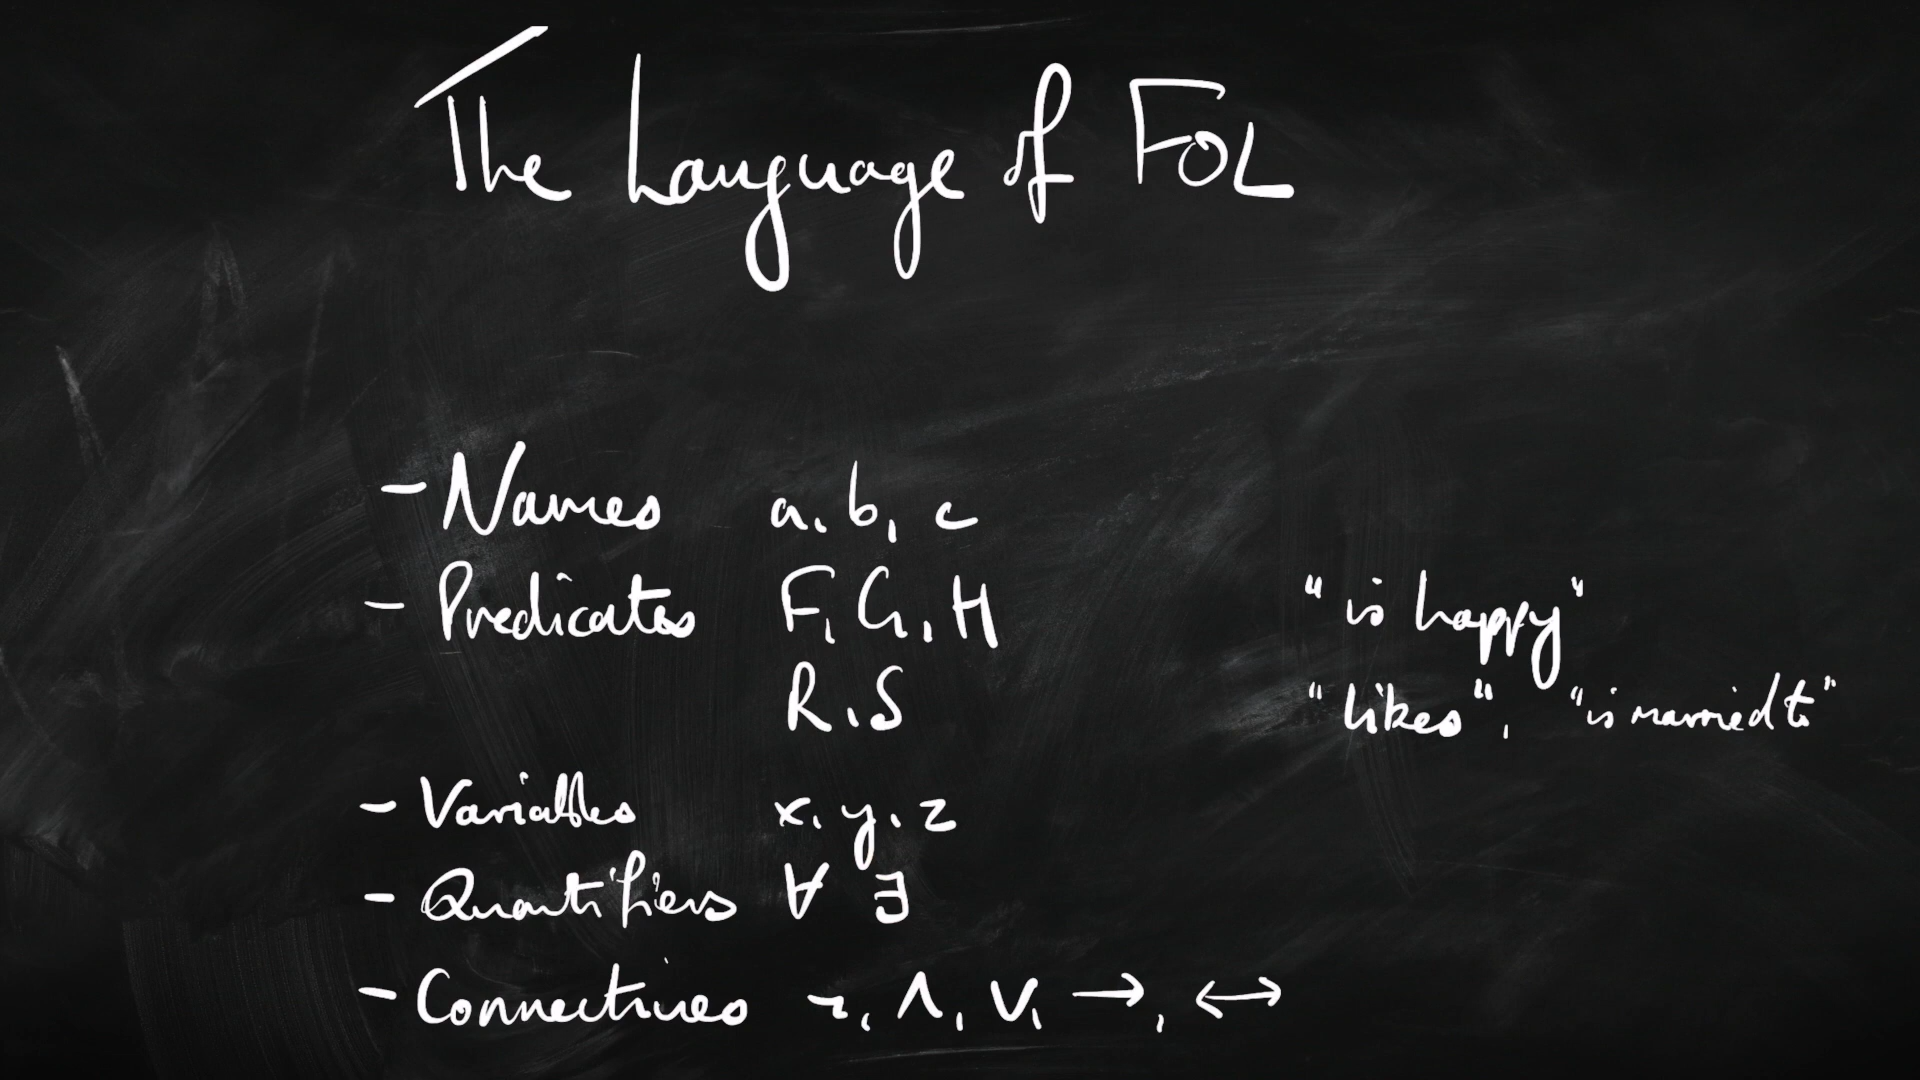 The Language of FOL
- Names a, b, c
- Predicates F, G, H "is happy"
R, S "likes", "is married to"
- Variables x, y, z
- Quantifiers ∀ ∃
- Connectives ¬, ∧, ∨, →, ↔